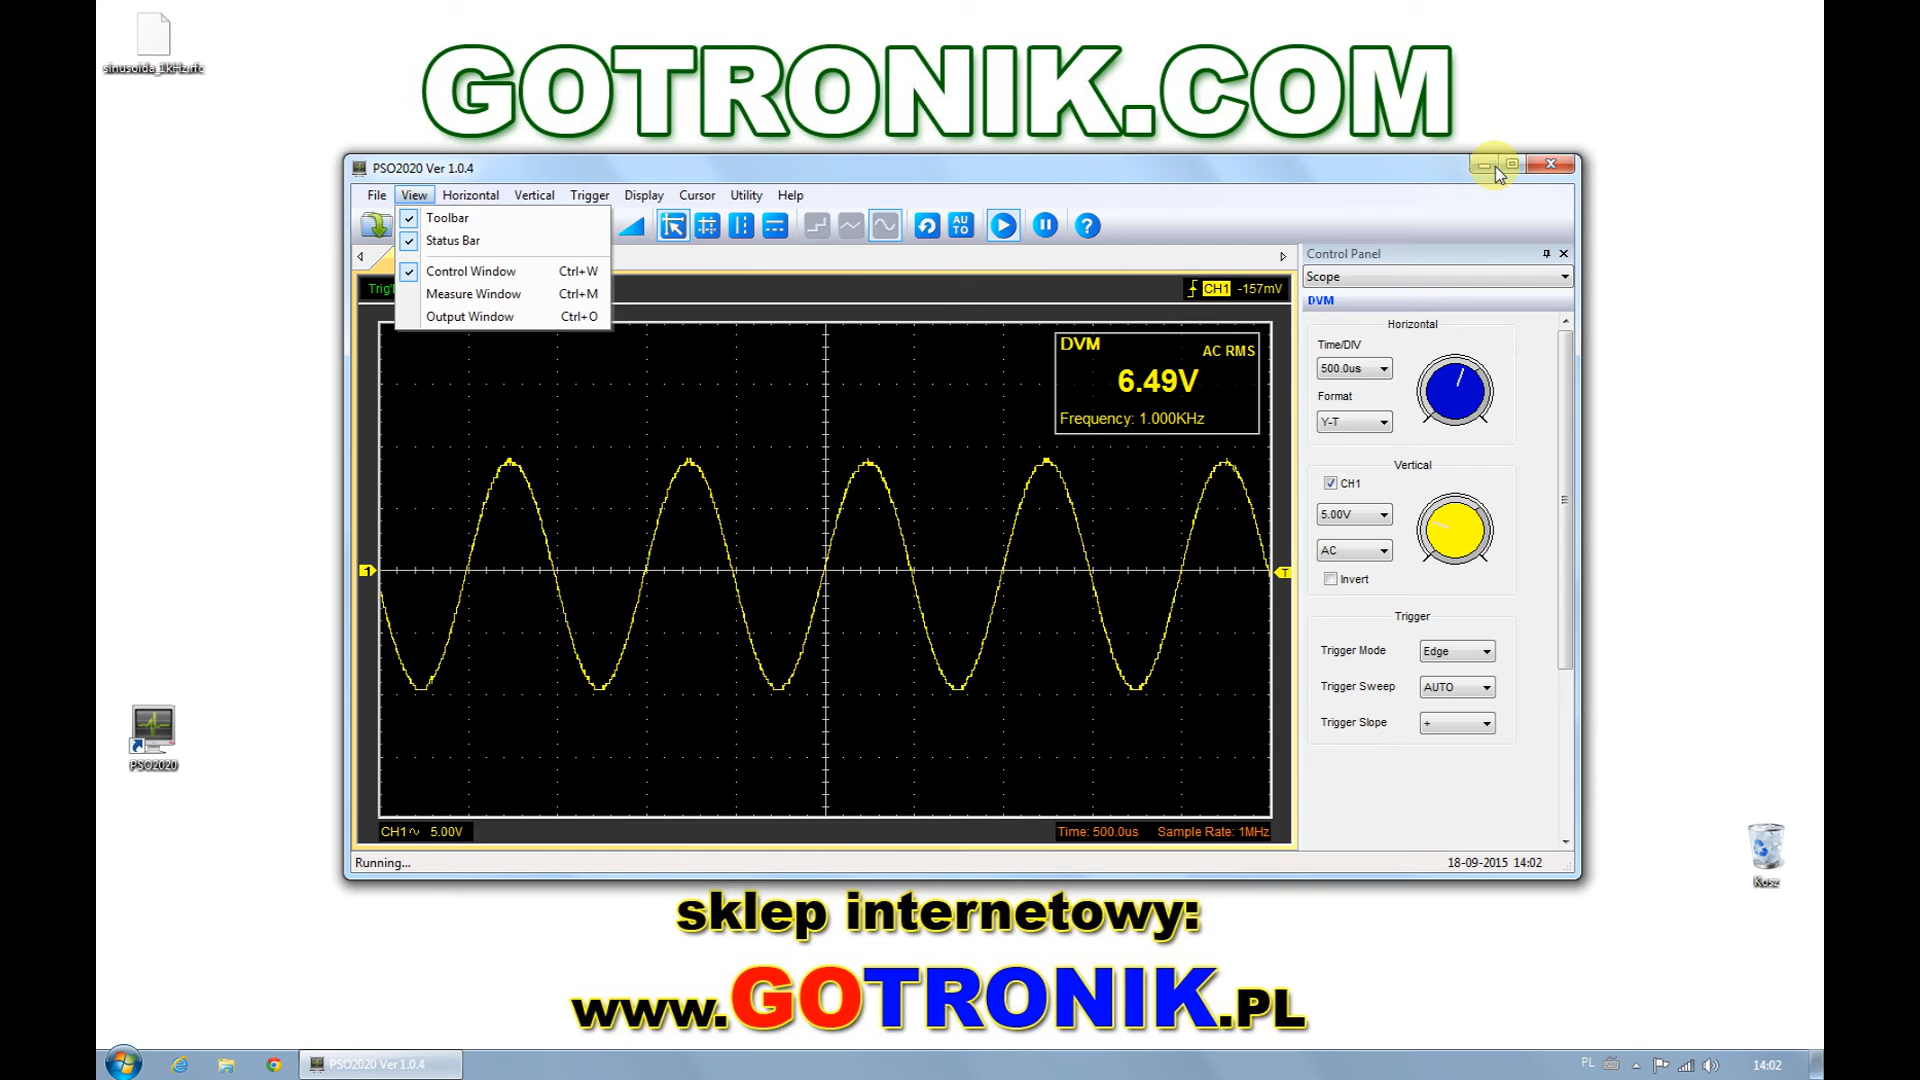 sinusoida_1kHz.rfc
GOTRONIK.COM
PSO2020 Ver 1.0.4
File View Horizontal Vertical Trigger Display Cursor Utility Help
Toolbar
Status Bar
Control Window Ctrl+W
Measure Window Ctrl+M
Output Window Ctrl+O
AUTO
?
Trig'
CH1 -157mV
Control Panel
Scope
DVM
DVM
AC RMS
6.49V
Frequency: 1.000KHz
Horizontal
Time/DIV
500.0us
Format
Y-T
Vertical
CH1
5.00V
AC
Invert
Trigger
Trigger Mode Edge
Trigger Sweep AUTO
Trigger Slope +
1
T
CH1 5.00V
Time: 500.0us Sample Rate: 1MHz
Running...
18-09-2015 14:02
PSO2020
Kosz
sklep internetowy:
www.GOTRONIK.PL
PSO2020 Ver 1.0.4
PL
14:02